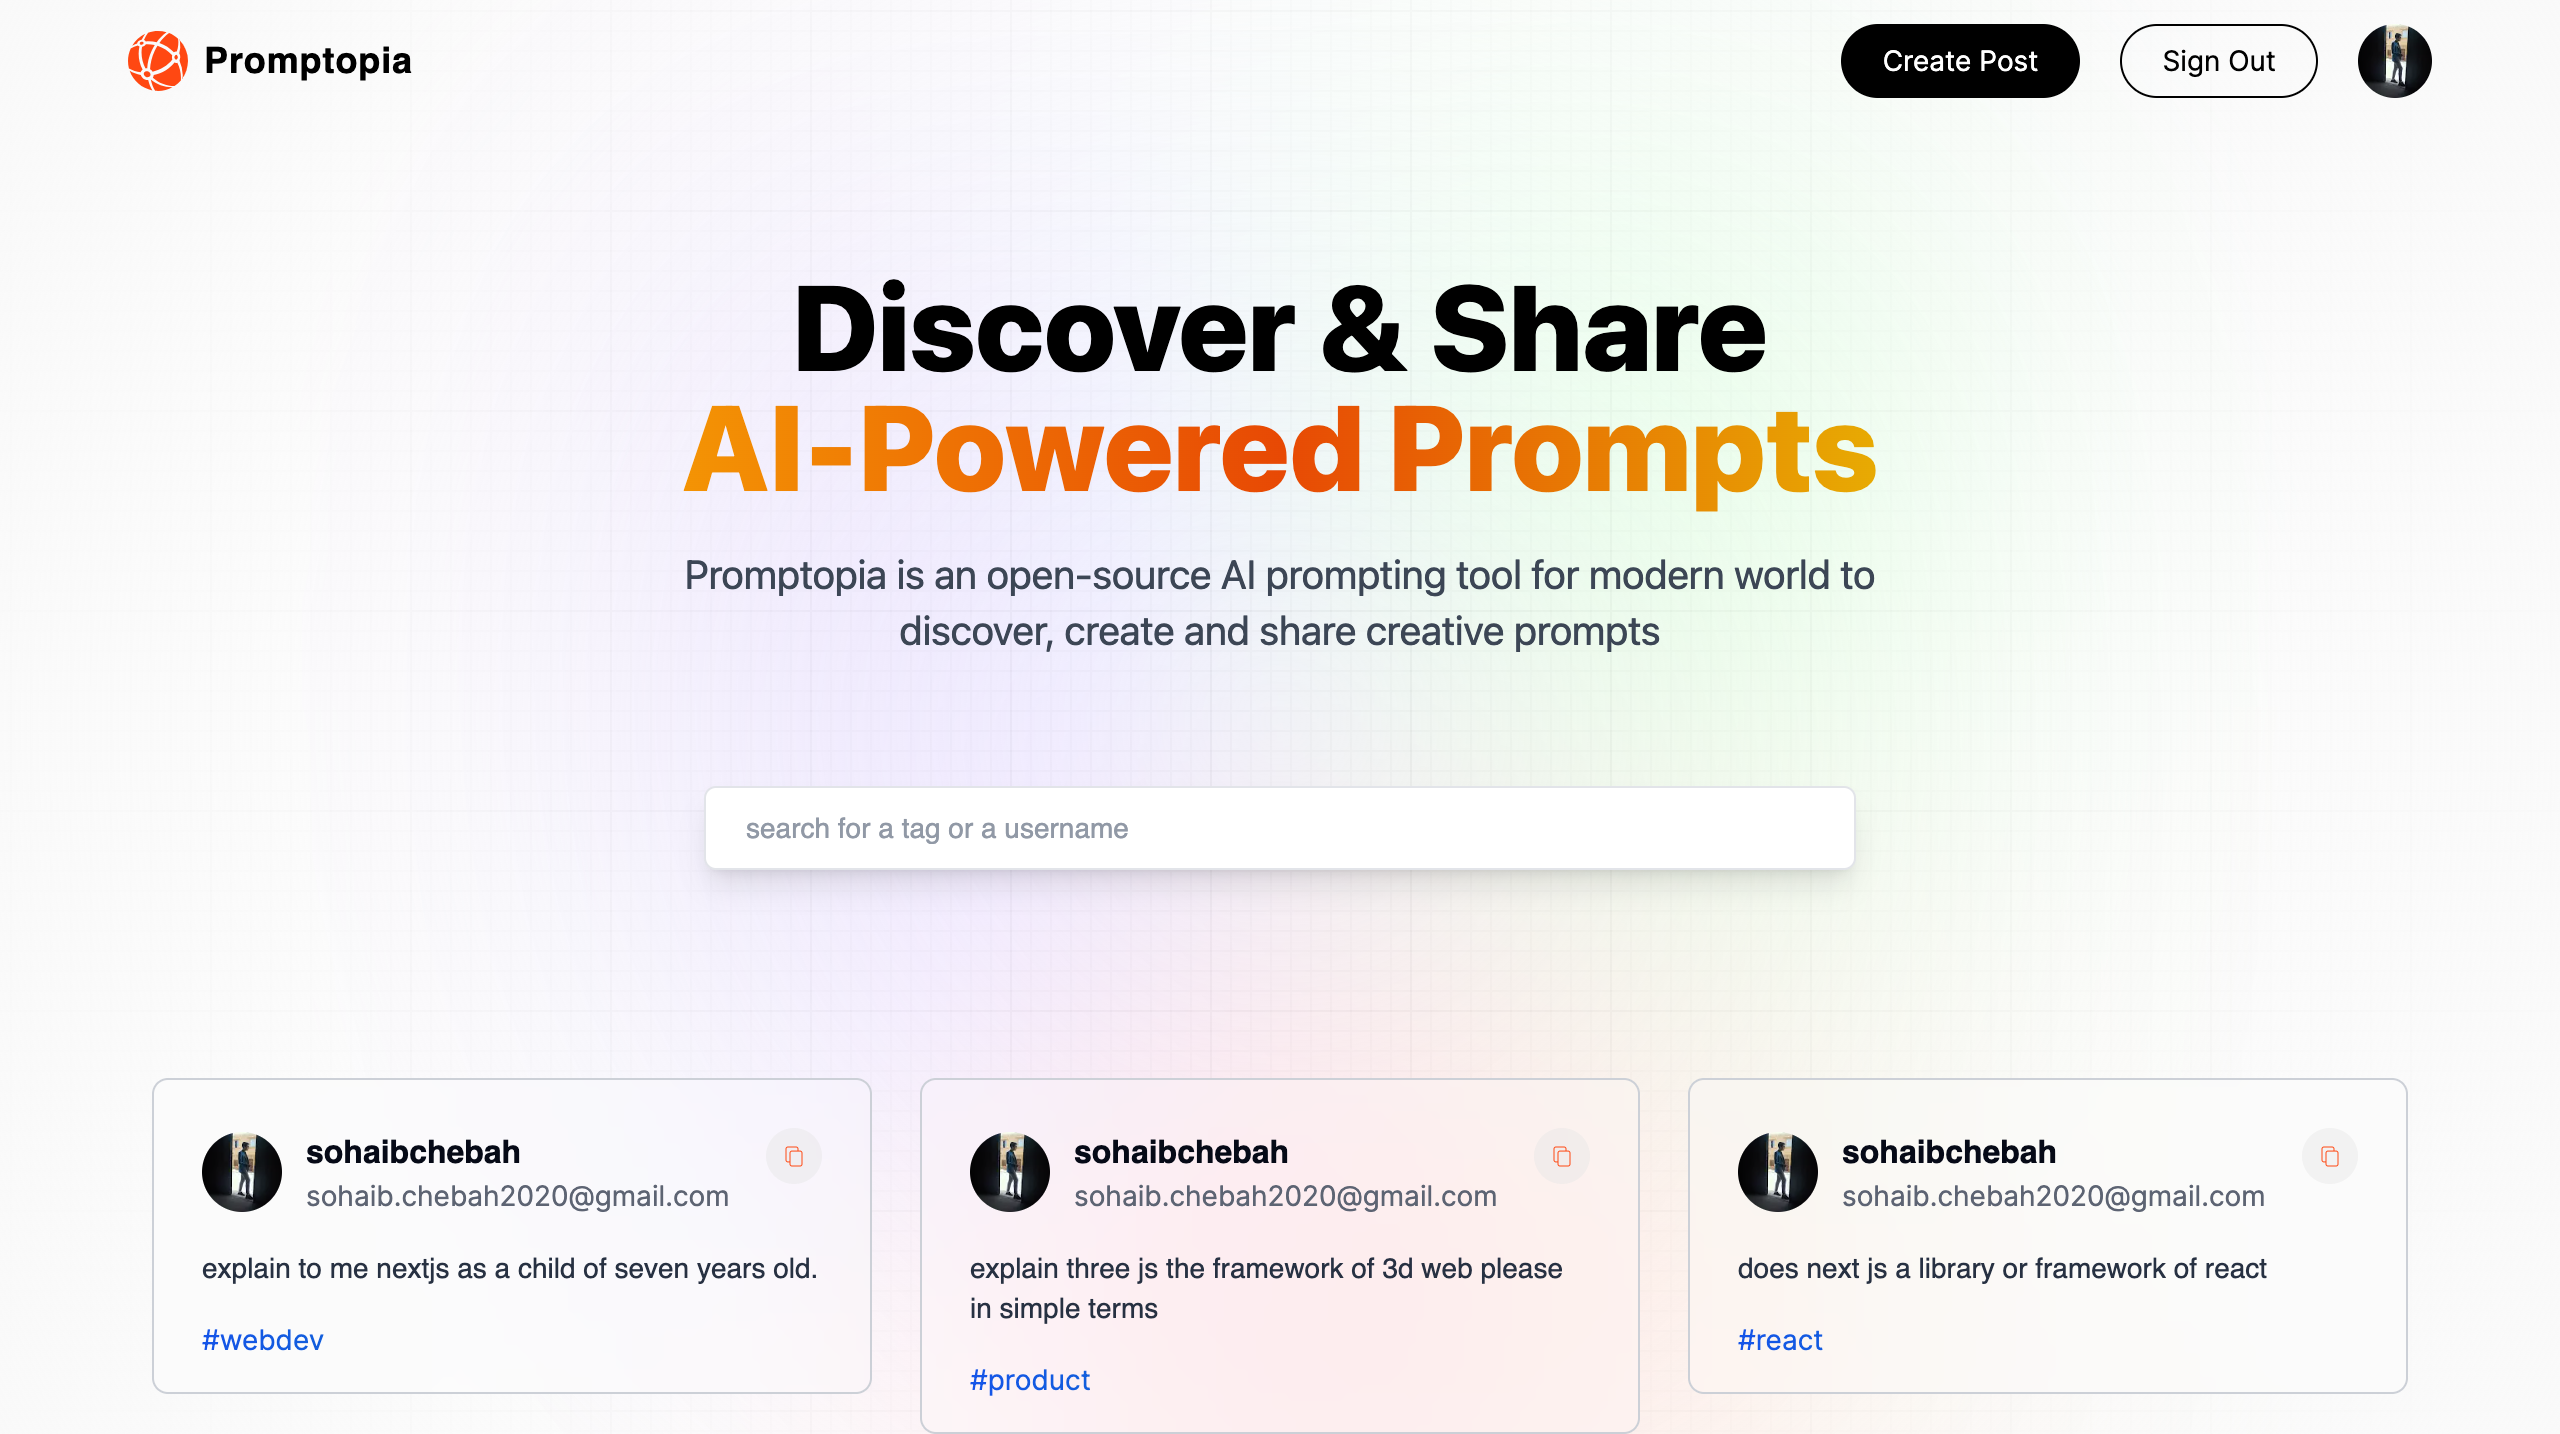 Promptopia
Create Post
Sign Out
Discover & Share
AI-Powered Prompts
Promptopia is an open-source AI prompting tool for modern world to
discover, create and share creative prompts
search for a tag or a username
sohaibchebah
sohaib.chebah2020@gmail.com
explain to me nextjs as a child of seven years old.
#webdev
sohaibchebah
sohaib.chebah2020@gmail.com
explain three js the framework of 3d web please
in simple terms
#product
sohaibchebah
sohaib.chebah2020@gmail.com
does next js a library or framework of react
#react